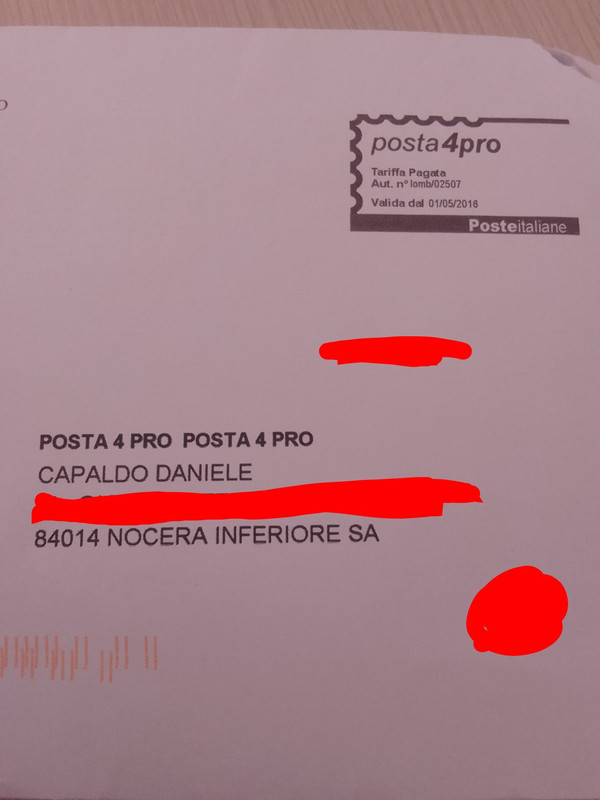 posta4pro
Tariffa Pagata
Aut. n° lomb/02507
Valida dal 01/05/2016
Posteitaliane
POSTA 4 PRO POSTA 4 PRO
CAPALDO DANIELE
84014 NOCERA INFERIORE SA